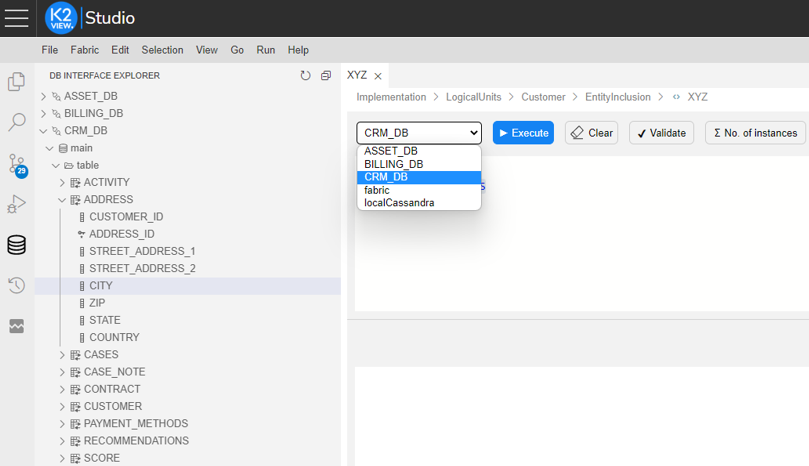 K2
VIEW
Studio
File Fabric Edit Selection View Go Run Help
DB INTERFACE EXPLORER
ASSET_DB
BILLING_DB
CRM_DB
main
table
ACTIVITY
ADDRESS
CUSTOMER_ID
ADDRESS_ID
STREET_ADDRESS_1
STREET_ADDRESS_2
CITY
ZIP
STATE
COUNTRY
CASES
CASE_NOTE
CONTRACT
CUSTOMER
PAYMENT_METHODS
RECOMMENDATIONS
SCORE
29
XYZ
Implementation > LogicalUnits > Customer > EntityInclusion > XYZ
CRM_DB Execute Clear Validate Σ No. of instances
ASSET_DB
BILLING_DB
CRM_DB
fabric
localCassandra